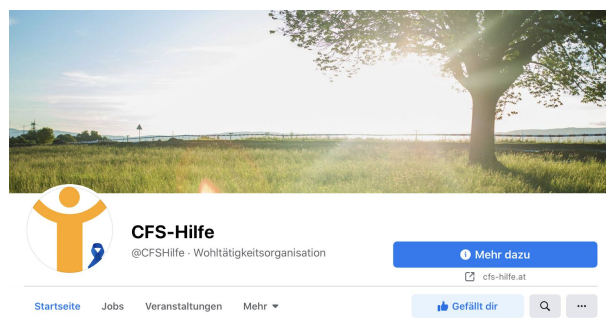 CFS-Hilfe
@CFSHilfe · Wohltätigkeitsorganisation
Mehr dazu
cfs-hilfe.at
Startseite Jobs Veranstaltungen Mehr
Gefällt dir